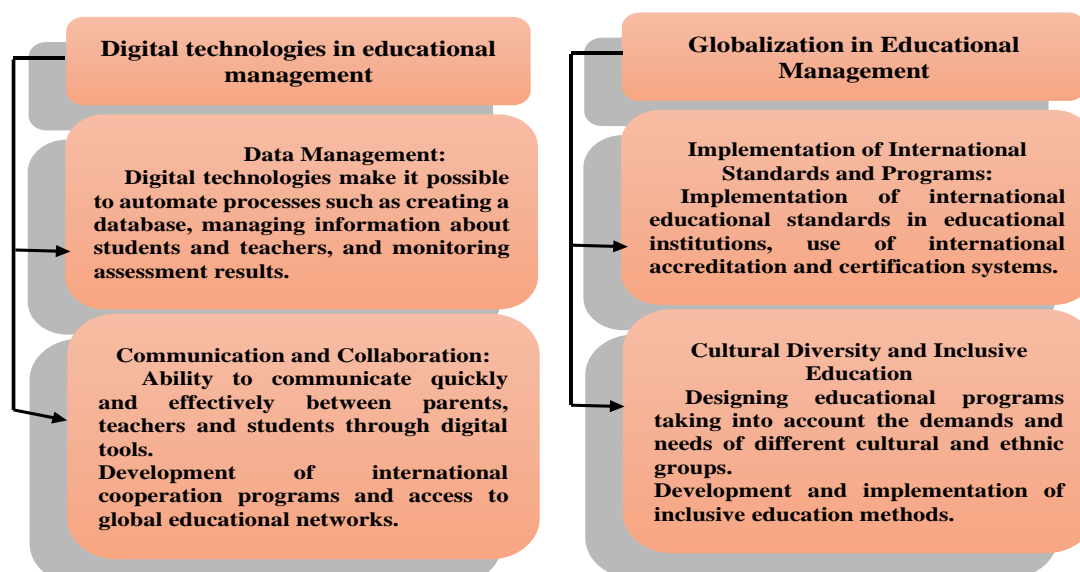 Digital technologies in educational
management
Data Management:
Digital technologies make it possible
to automate processes such as creating a
database, managing information about
students and teachers, and monitoring
assessment results.
Communication and Collaboration:
Ability to communicate quickly
and effectively between parents,
teachers and students through digital
tools.
Development of international
cooperation programs and access to
global educational networks.
Globalization in Educational
Management
Implementation of International
Standards and Programs:
Implementation of international
educational standards in educational
institutions, use of international
accreditation and certification systems.
Cultural Diversity and Inclusive
Education
Designing educational programs
taking into account the demands and
needs of different cultural and ethnic
groups.
Development and implementation of
inclusive education methods.